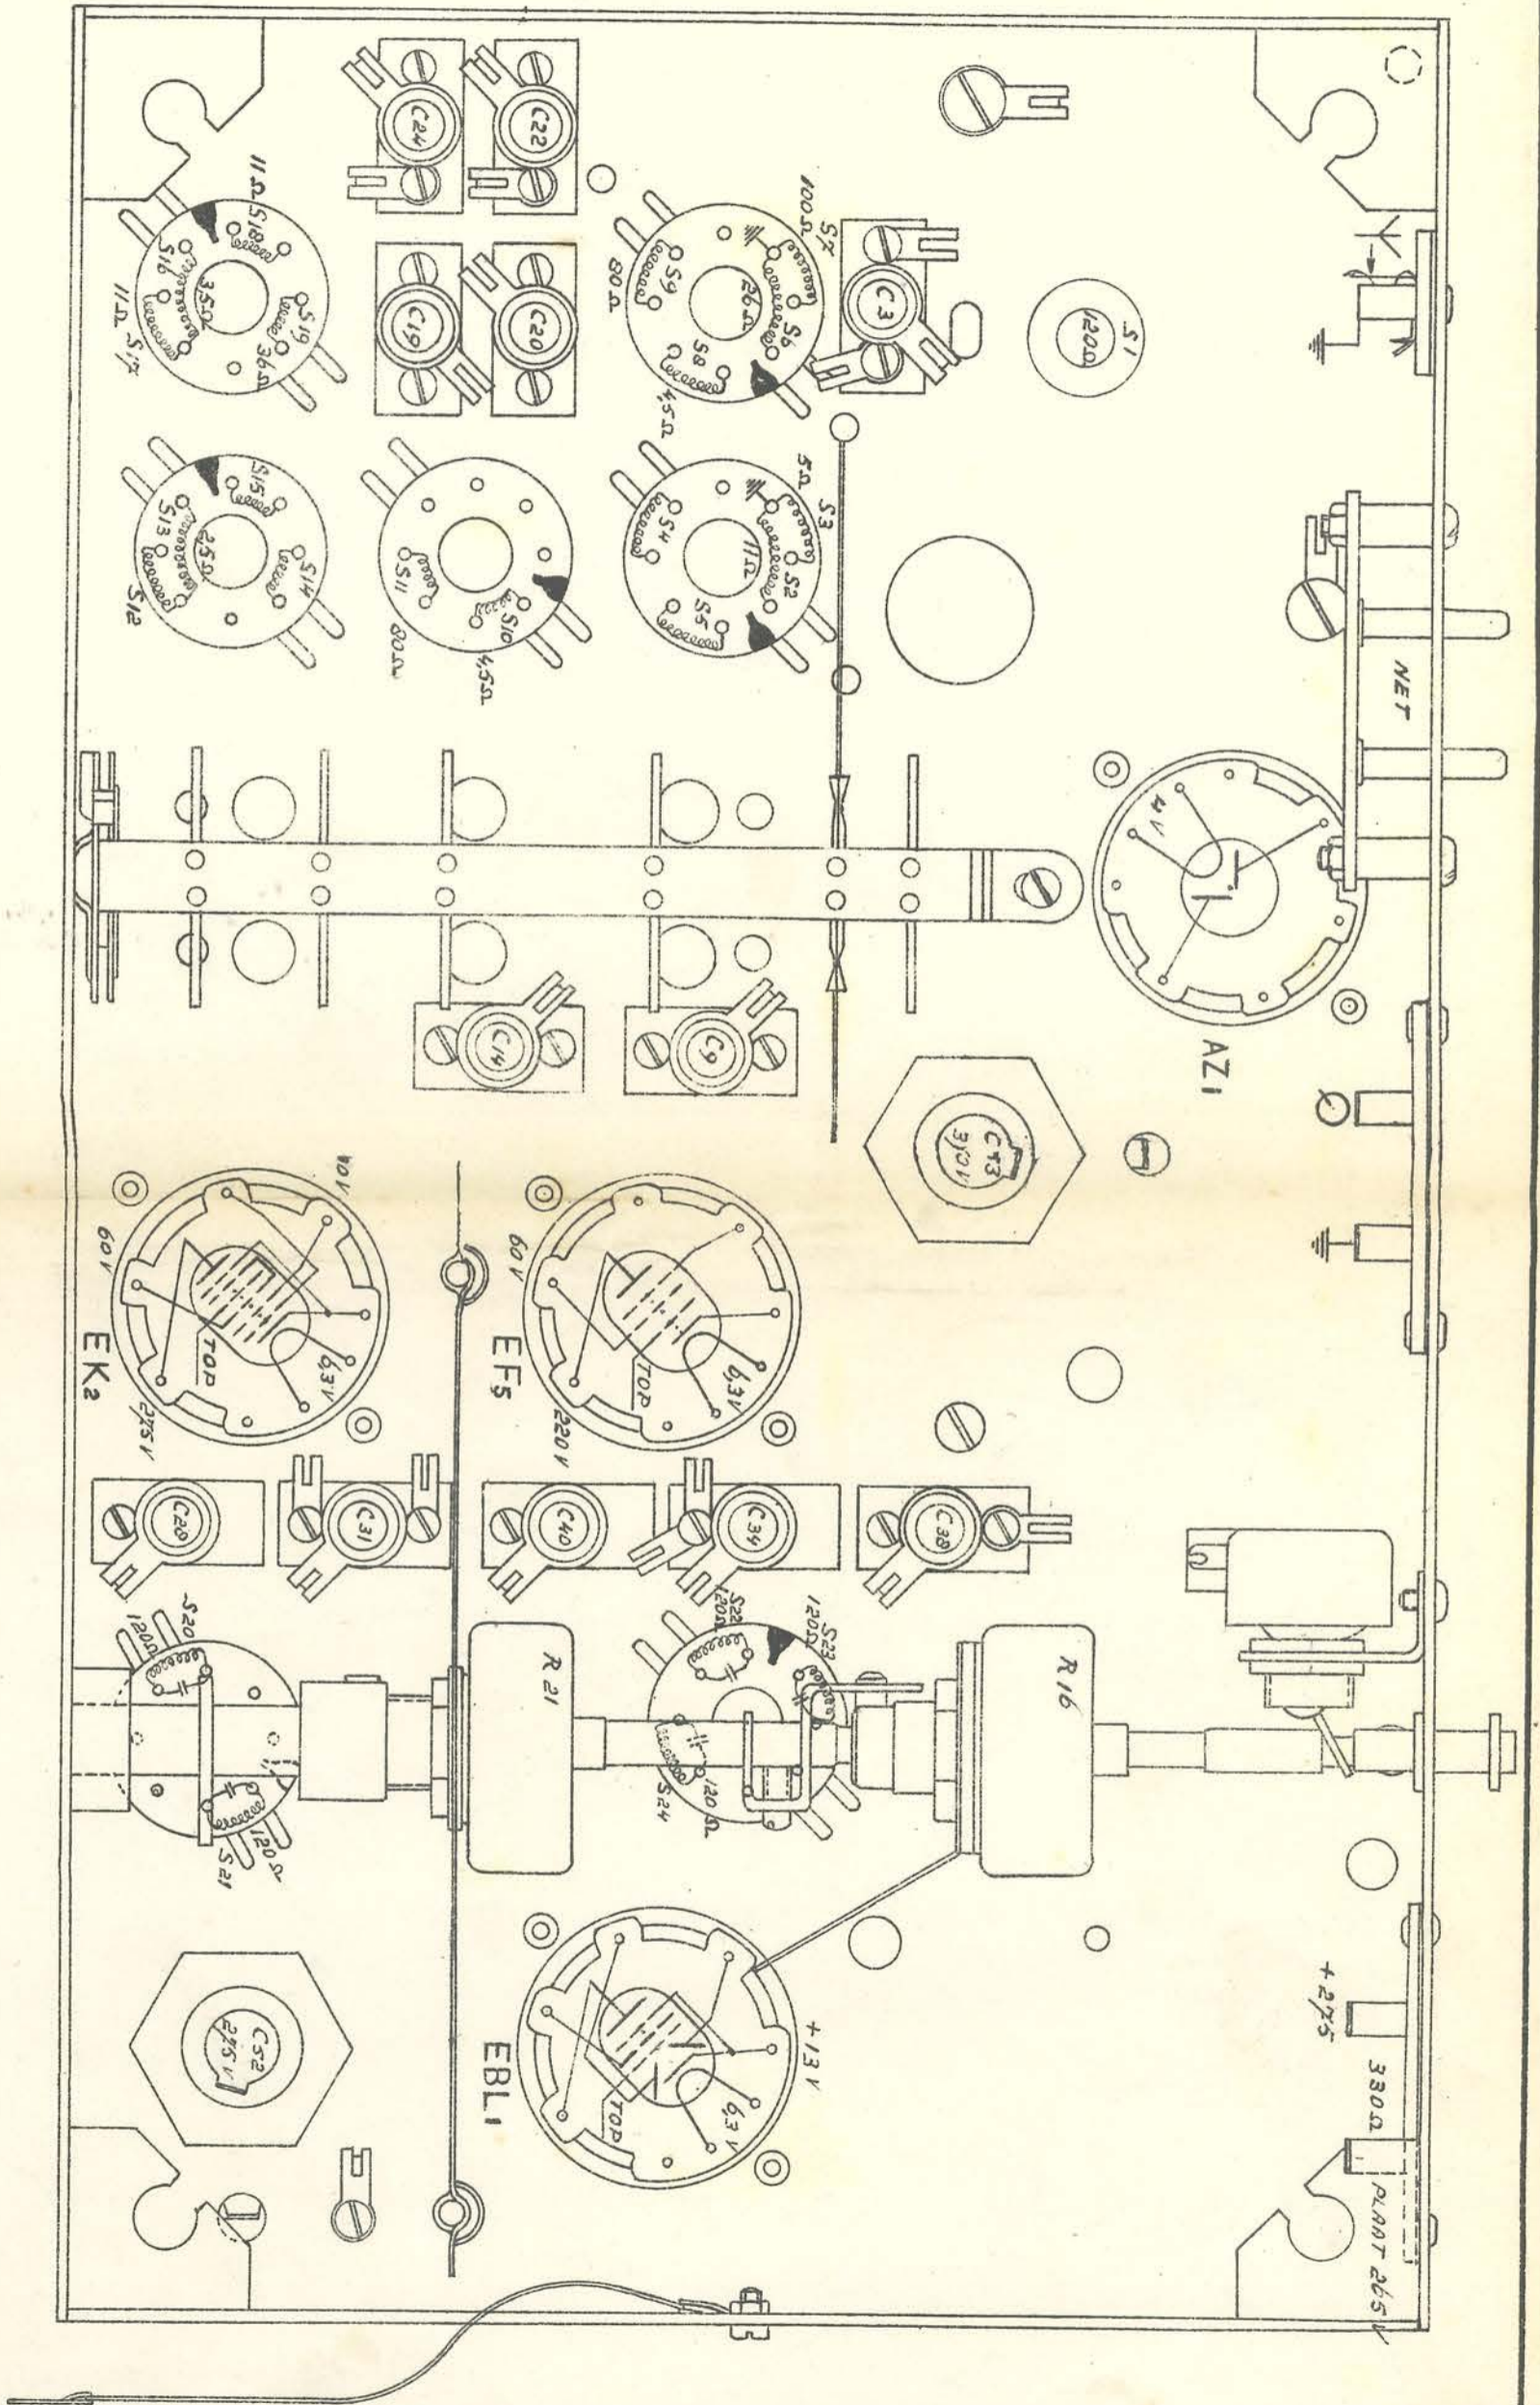 C24
C22
11Ω S18
S16
3,5Ω
S19
36Ω
11Ω S17
C19
C20
100Ω
S7
S9
80Ω
26Ω
S6
S8
4,5Ω
C3
S1
120Ω
S15
S13
2,5Ω
S14
S12
S11
80Ω
S10
4,5Ω
5Ω
S3
S4
11Ω
S2
S5
NET
4V
AZ1
C14
C9
C43
310V
60V
TOP
6,3V
275V
EK2
60V
TOP
6,3V
220V
EF5
C31
C40
C34
C38
S20
120Ω
120Ω
S21
R21
S22
120Ω
S23
120Ω
120Ω
S24
R16
C52
275V
+13V
6,3V
TOP
EBL1
+275
330Ω
PLAAT 265V